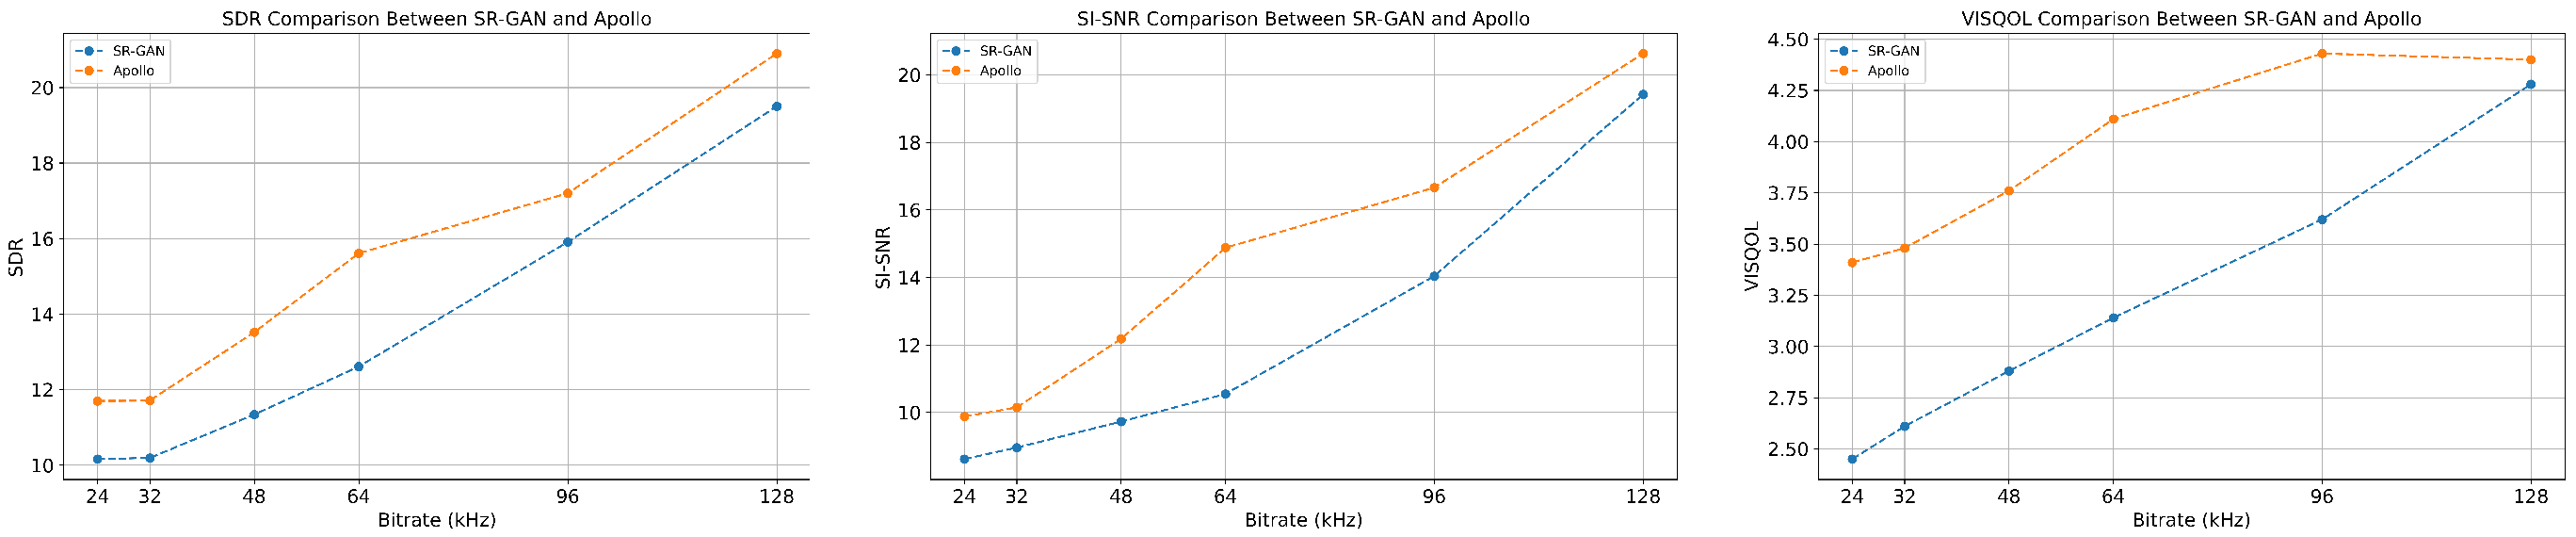 SDR Comparison Between SR-GAN and Apollo
SR-GAN
Apollo
20
18
16
14
12
10
SDR
24 32 48 64 96 128
Bitrate (kHz)
SI-SNR Comparison Between SR-GAN and Apollo
SR-GAN
Apollo
20
18
16
14
12
10
SI-SNR
24 32 48 64 96 128
Bitrate (kHz)
VISQOL Comparison Between SR-GAN and Apollo
SR-GAN
Apollo
4.50
4.25
4.00
3.75
3.50
3.25
3.00
2.75
2.50
VISQOL
24 32 48 64 96 128
Bitrate (kHz)